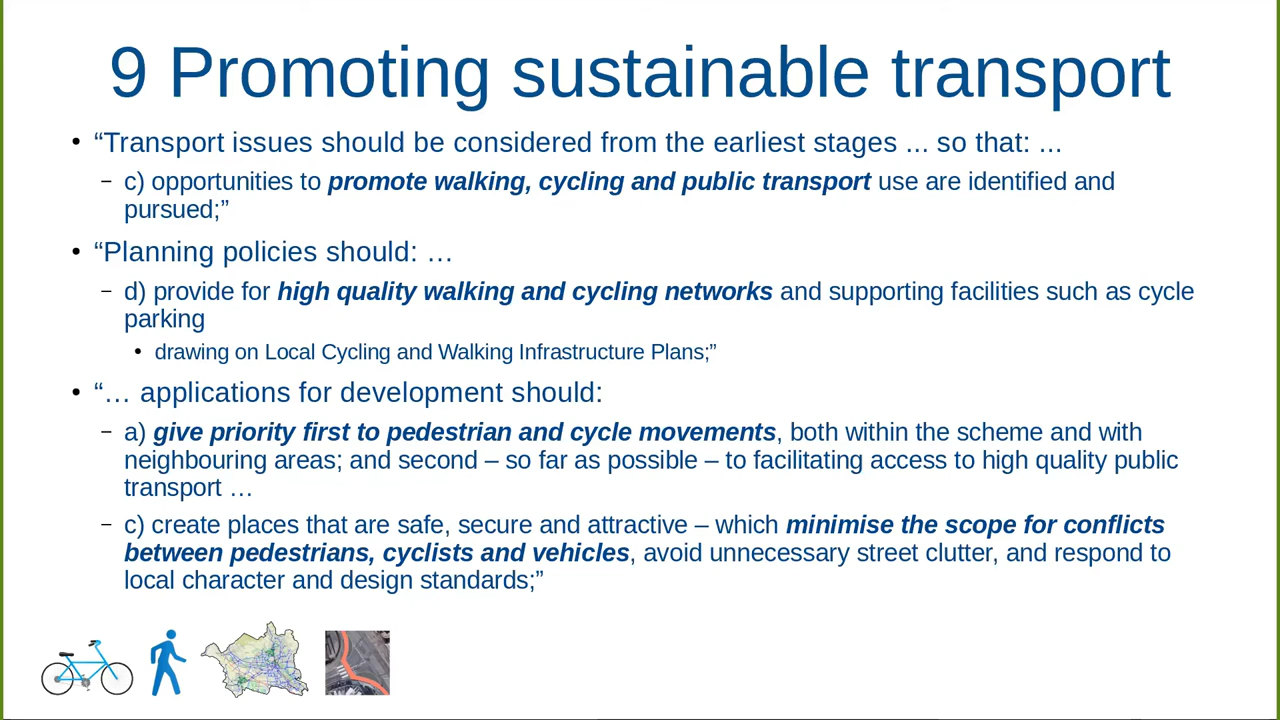 9 Promoting sustainable transport
• “Transport issues should be considered from the earliest stages ... so that: ...
– c) opportunities to promote walking, cycling and public transport use are identified and
pursued;”
• “Planning policies should: …
– d) provide for high quality walking and cycling networks and supporting facilities such as cycle
parking
• drawing on Local Cycling and Walking Infrastructure Plans;”
• “… applications for development should:
– a) give priority first to pedestrian and cycle movements, both within the scheme and with
neighbouring areas; and second – so far as possible – to facilitating access to high quality public
transport …
– c) create places that are safe, secure and attractive – which minimise the scope for conflicts
between pedestrians, cyclists and vehicles, avoid unnecessary street clutter, and respond to
local character and design standards;”